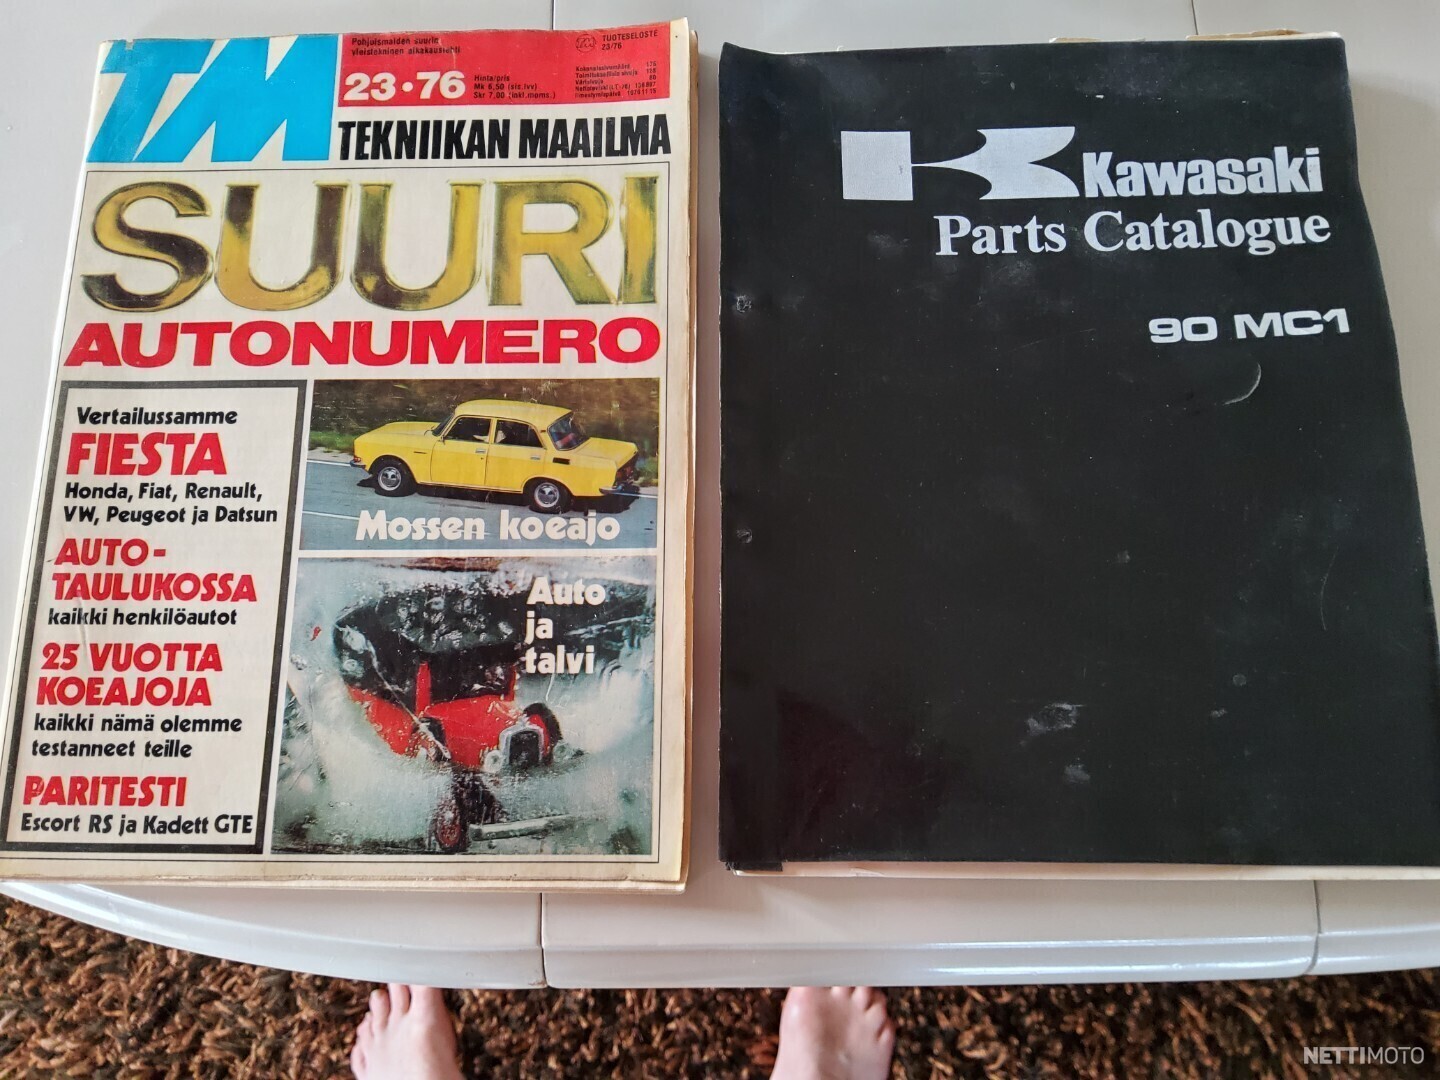 TM
Pohjoismaiden suurin
yleistekninen aikakauslehti
23•76
Hinta/pris
Mk 6,50 (sis.lvv)
Skr 7,00 (inkl.moms.)
TUOTESELOSTE
23/76
TEKNIIKAN MAAILMA
SUURI
AUTONUMERO
Vertailussamme
FIESTA
Honda, Fiat, Renault,
VW, Peugeot ja Datsun
AUTO-
TAULUKOSSA
kaikki henkilöautot
25 VUOTTA
KOEAJOJA
kaikki nämä olemme
testanneet teille
PARITESTI
Escort RS ja Kadett GTE
Mossen koeajo
Auto
ja
talvi
Kawasaki
Parts Catalogue
90 MC1
NETTIMOTO